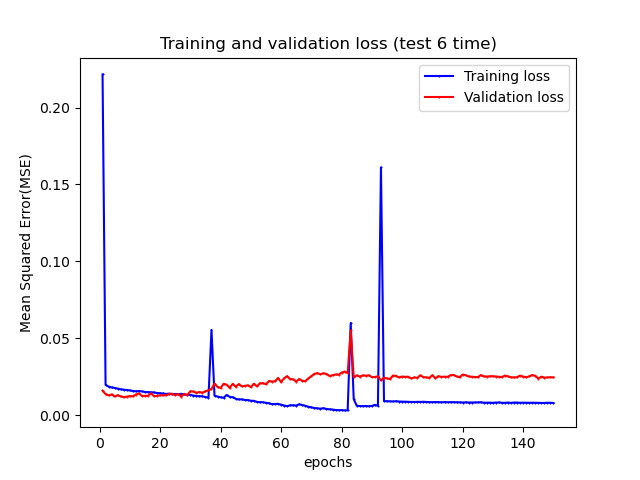 Training and validation loss (test 6 time)
Training loss
Validation loss
Mean Squared Error(MSE)
0.20
0.15
0.10
0.05
0.00
0 20 40 60 80 100 120 140
epochs